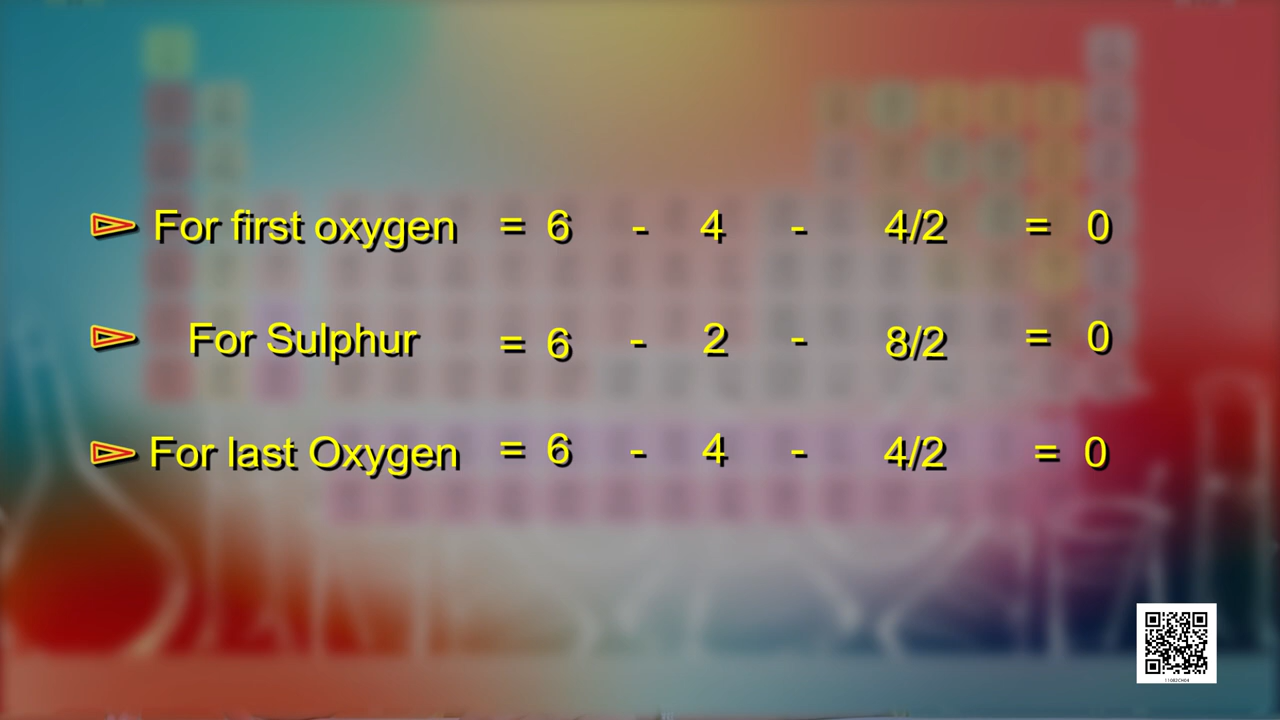 For first oxygen = 6 - 4 - 4/2 = 0
For Sulphur = 6 - 2 - 8/2 = 0
For last Oxygen = 6 - 4 - 4/2 = 0
11082CH04